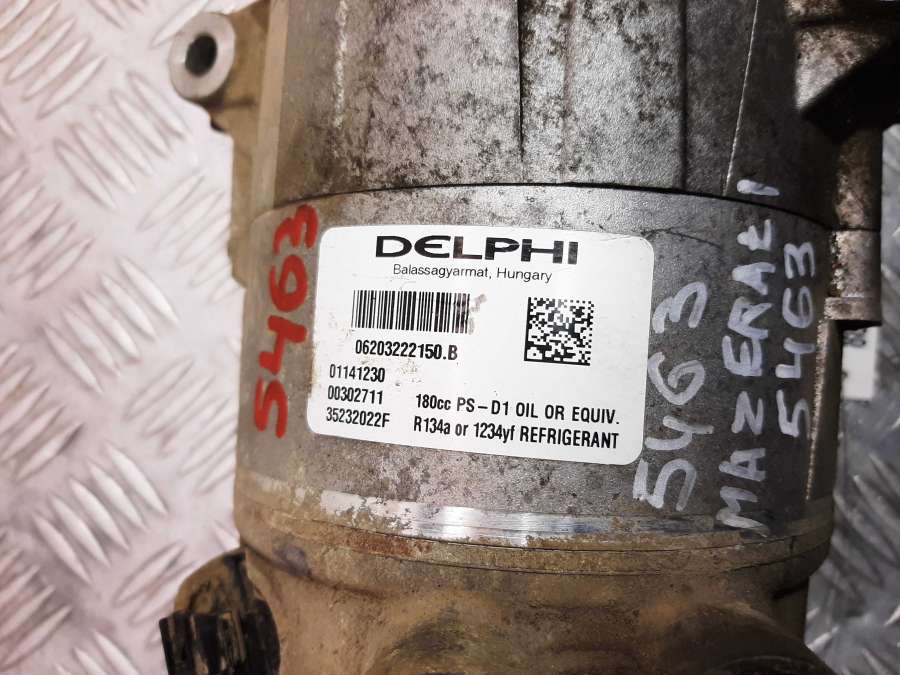 DELPHI
Balassagyarmat, Hungary
06203222150.B
01141230
00302711 180cc PS-D1 OIL OR EQUIV.
35232022F R134a or 1234yf REFRIGERANT
5463
5463
MAZERAŁI
5463